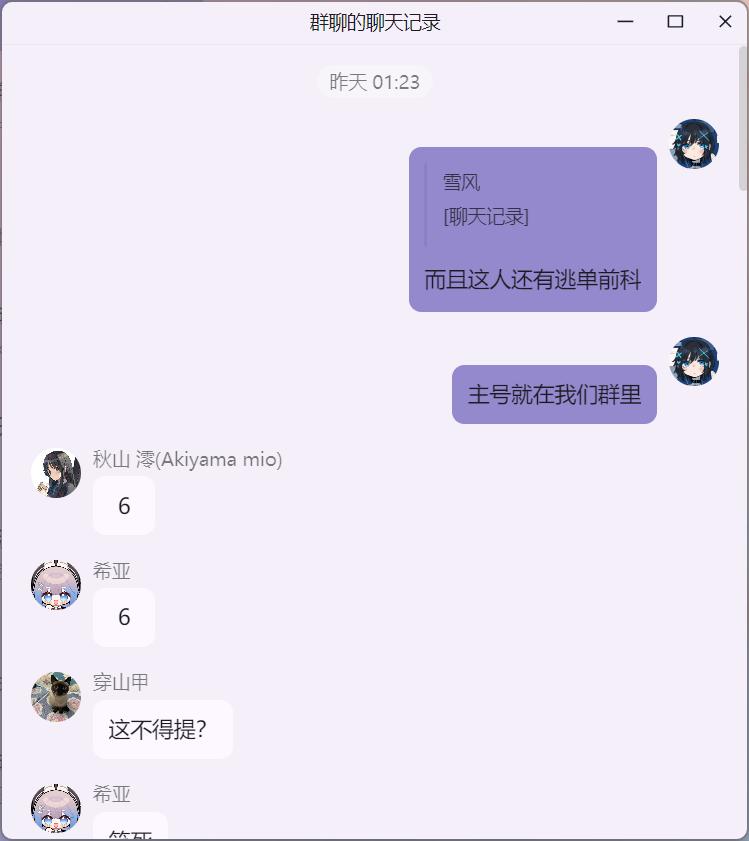 群聊的聊天记录
昨天 01:23
雪风
[聊天记录]
而且这人还有逃单前科
主号就在我们群里
秋山 澪(Akiyama mio)
6
希亚
6
穿山甲
这不得提?
希亚
笑死